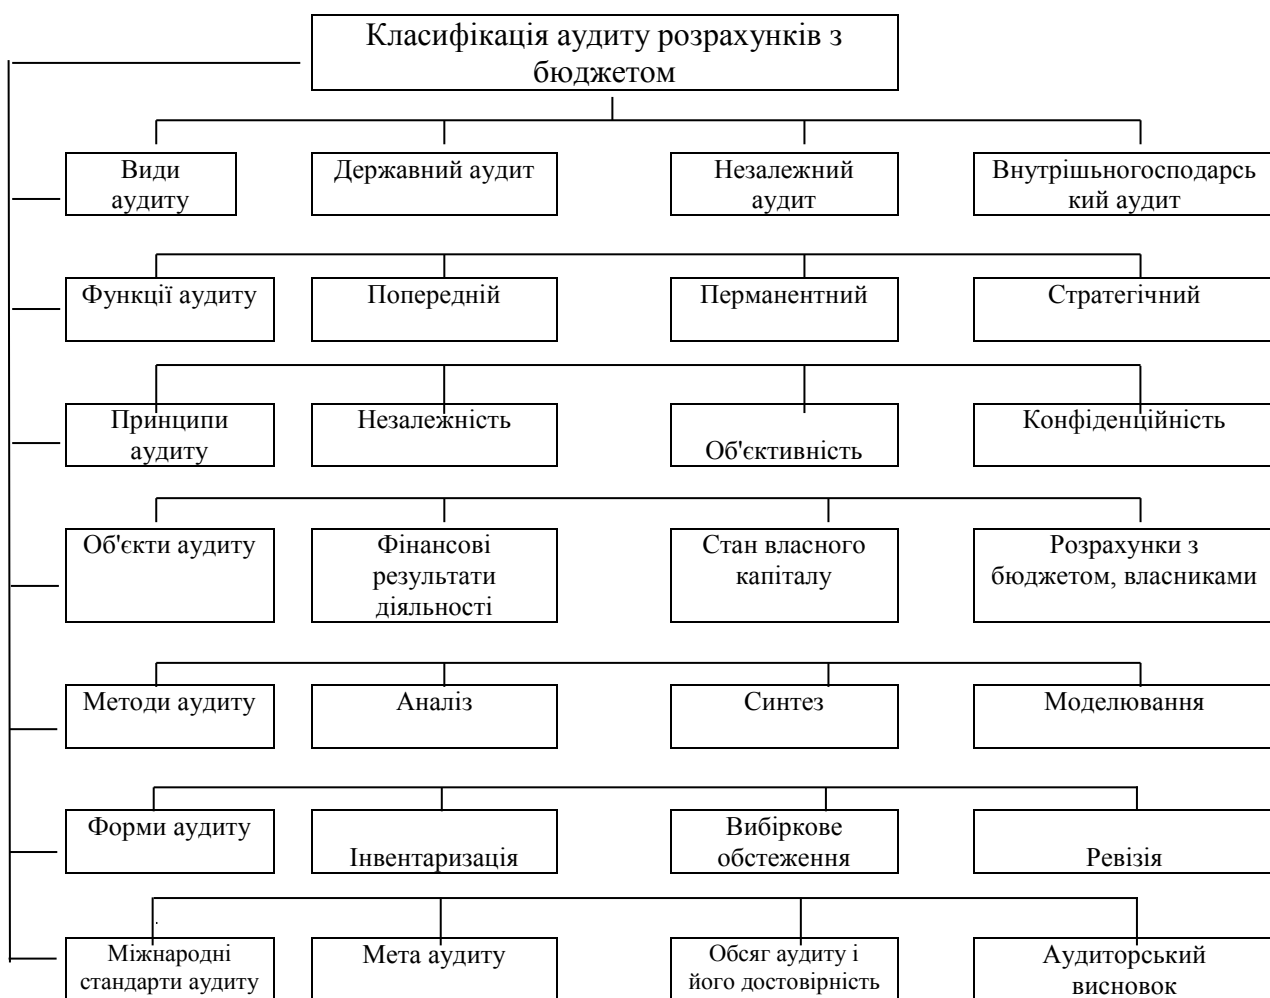 Класифікація аудиту розрахунків з
бюджетом
Види
аудиту
Державний аудит
Незалежний
аудит
Внутрішьногосподарсь
кий аудит
Функції аудиту
Попередній
Перманентний
Стратегічний
Принципи
аудиту
Незалежність
Об'єктивність
Конфіденційність
Об'єкти аудиту
Фінансові
результати
діяльності
Стан власного
капіталу
Розрахунки з
бюджетом, власниками
Методи аудиту
Аналіз
Синтез
Моделювання
Форми аудиту
Інвентаризація
Вибіркове
обстеження
Ревізія
Міжнародні
стандарти аудиту
Мета аудиту
Обсяг аудиту і
його достовірність
Аудиторський
висновок